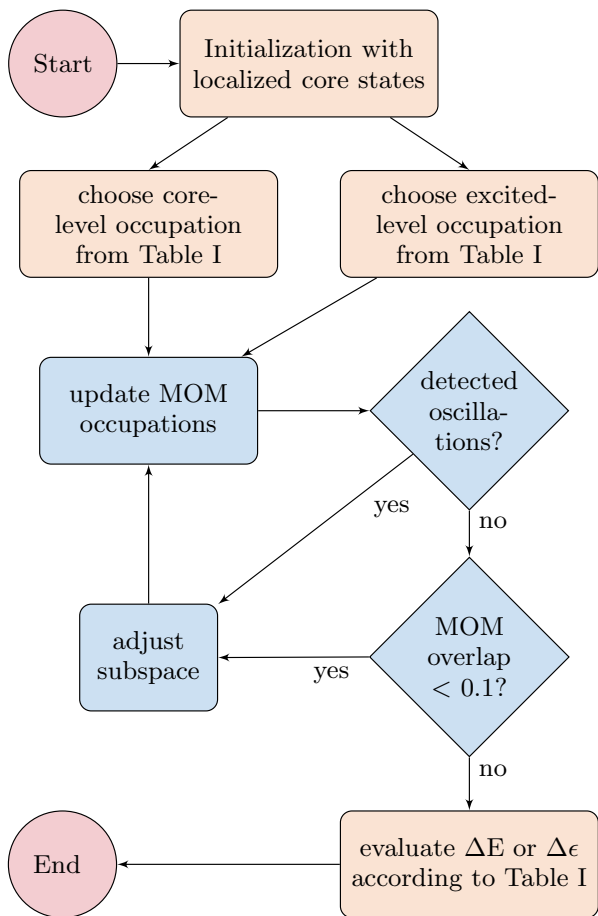 Start
Initialization with
localized core states
choose core-
level occupation
from Table I
choose excited-
level occupation
from Table I
update MOM
occupations
detected
oscilla-
tions?
yes
no
adjust
subspace
MOM
overlap
< 0.1?
yes
no
End
evaluate ΔE or Δϵ
according to Table I